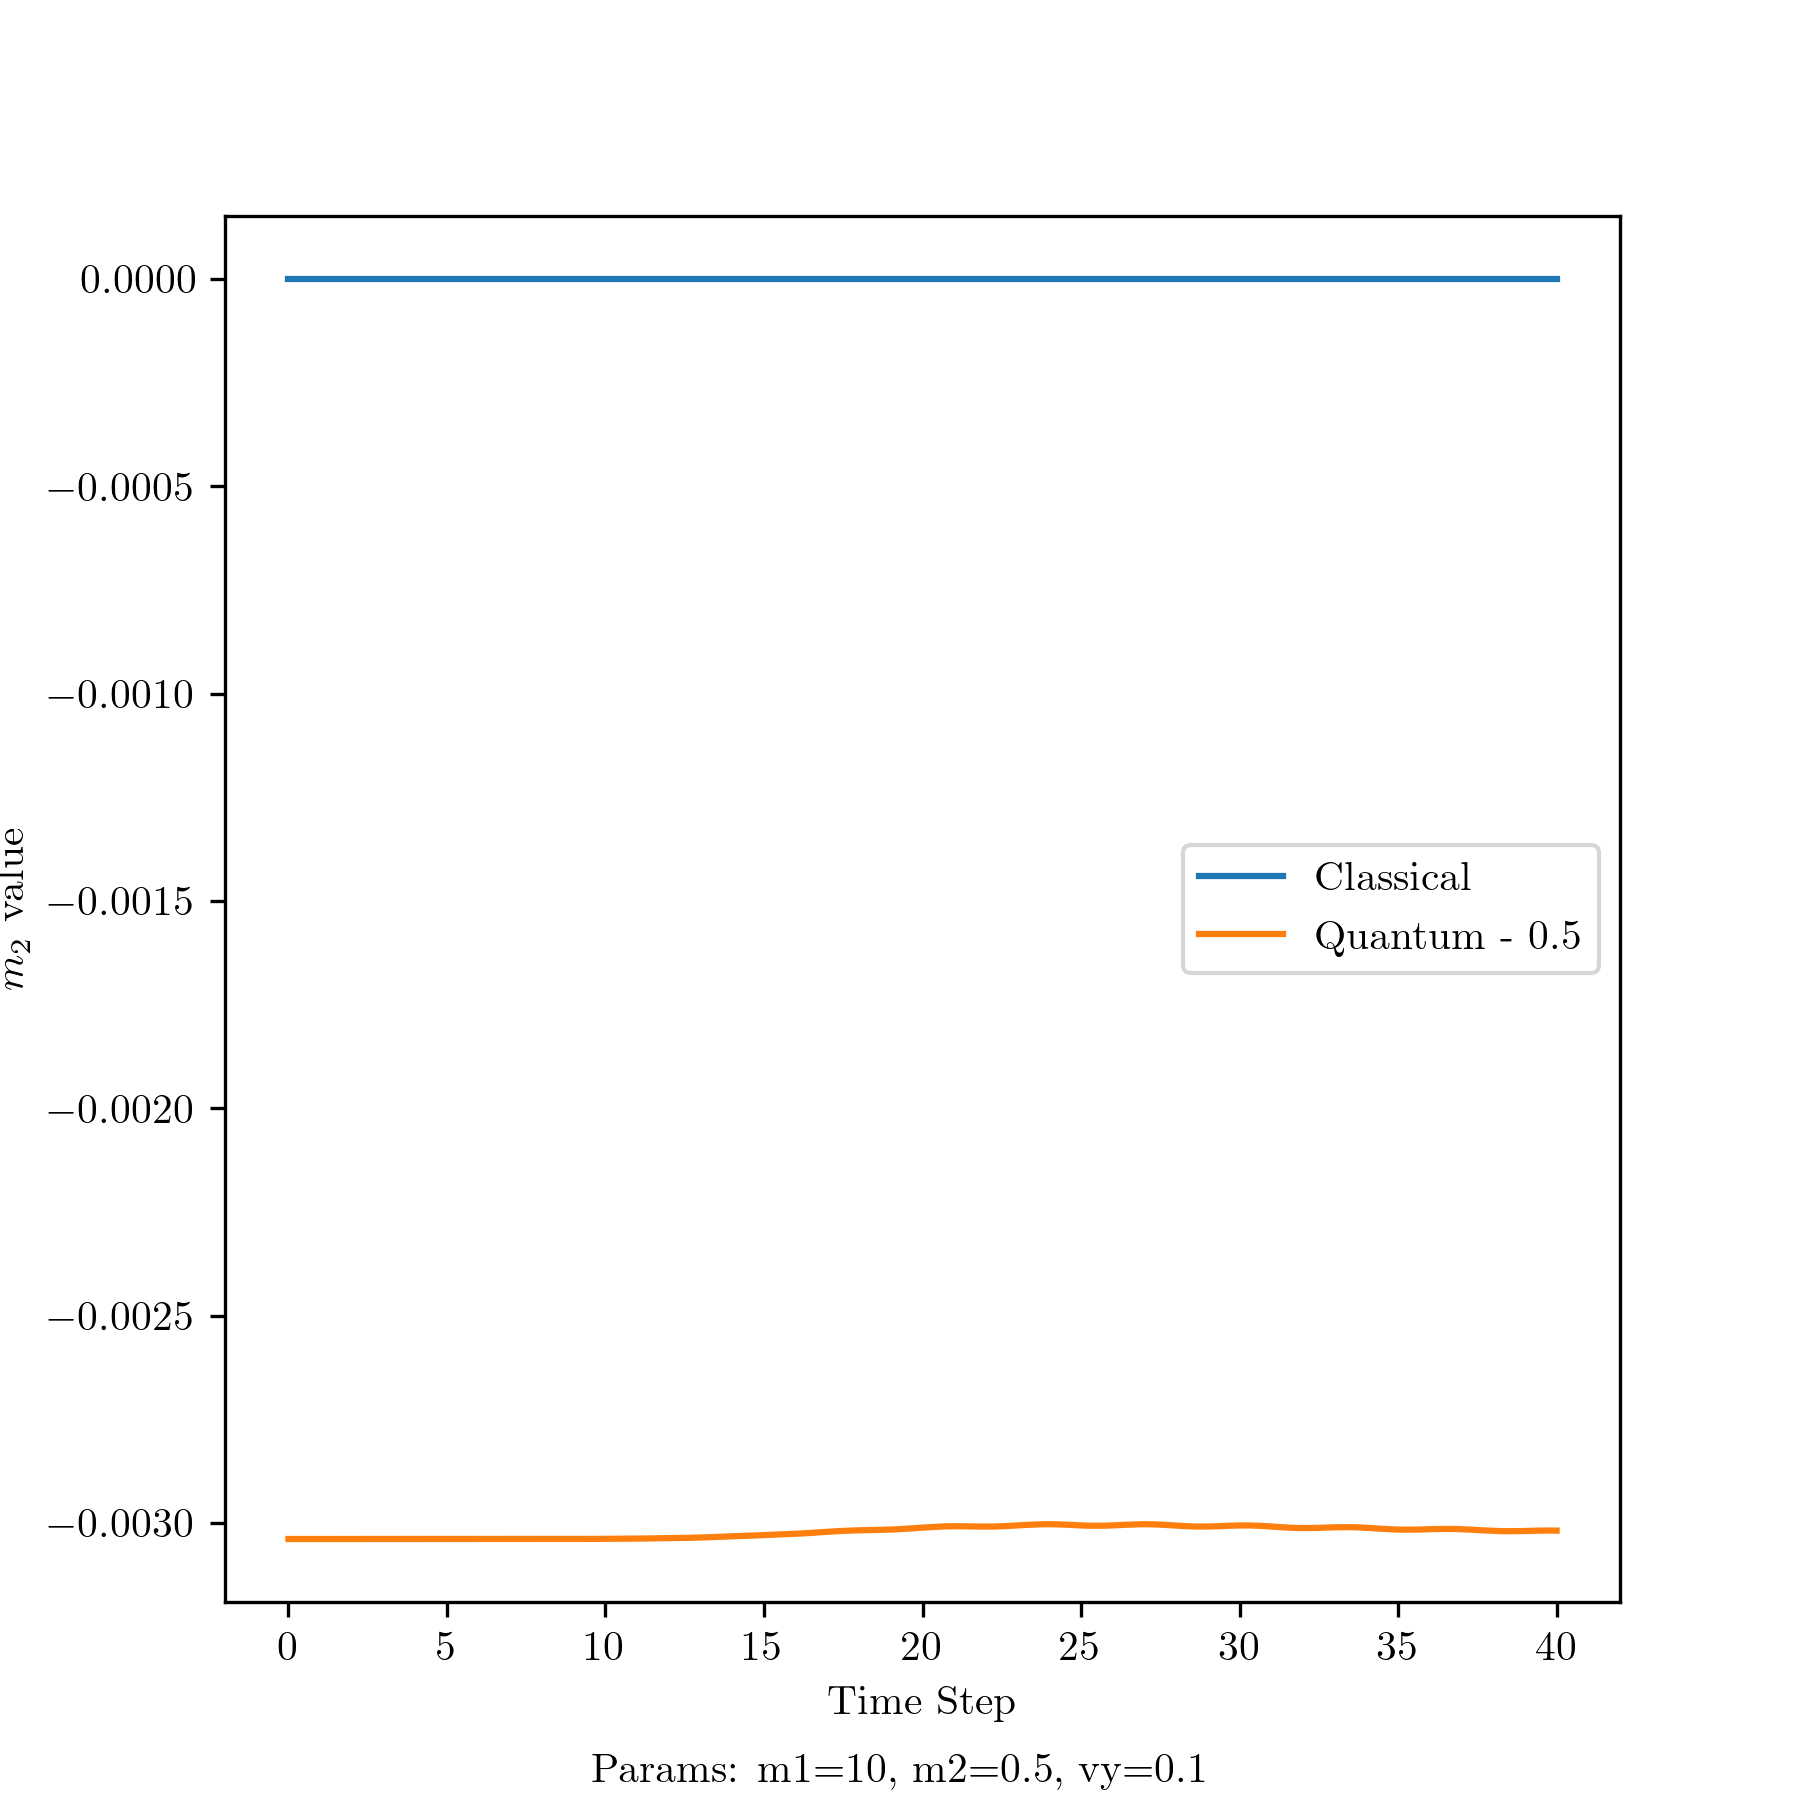 0.0000
−0.0005
−0.0010
−0.0015
−0.0020
−0.0025
−0.0030
m₂ value
Classical
Quantum - 0.5
0 5 10 15 20 25 30 35 40
Time Step
Params: m1=10, m2=0.5, vy=0.1